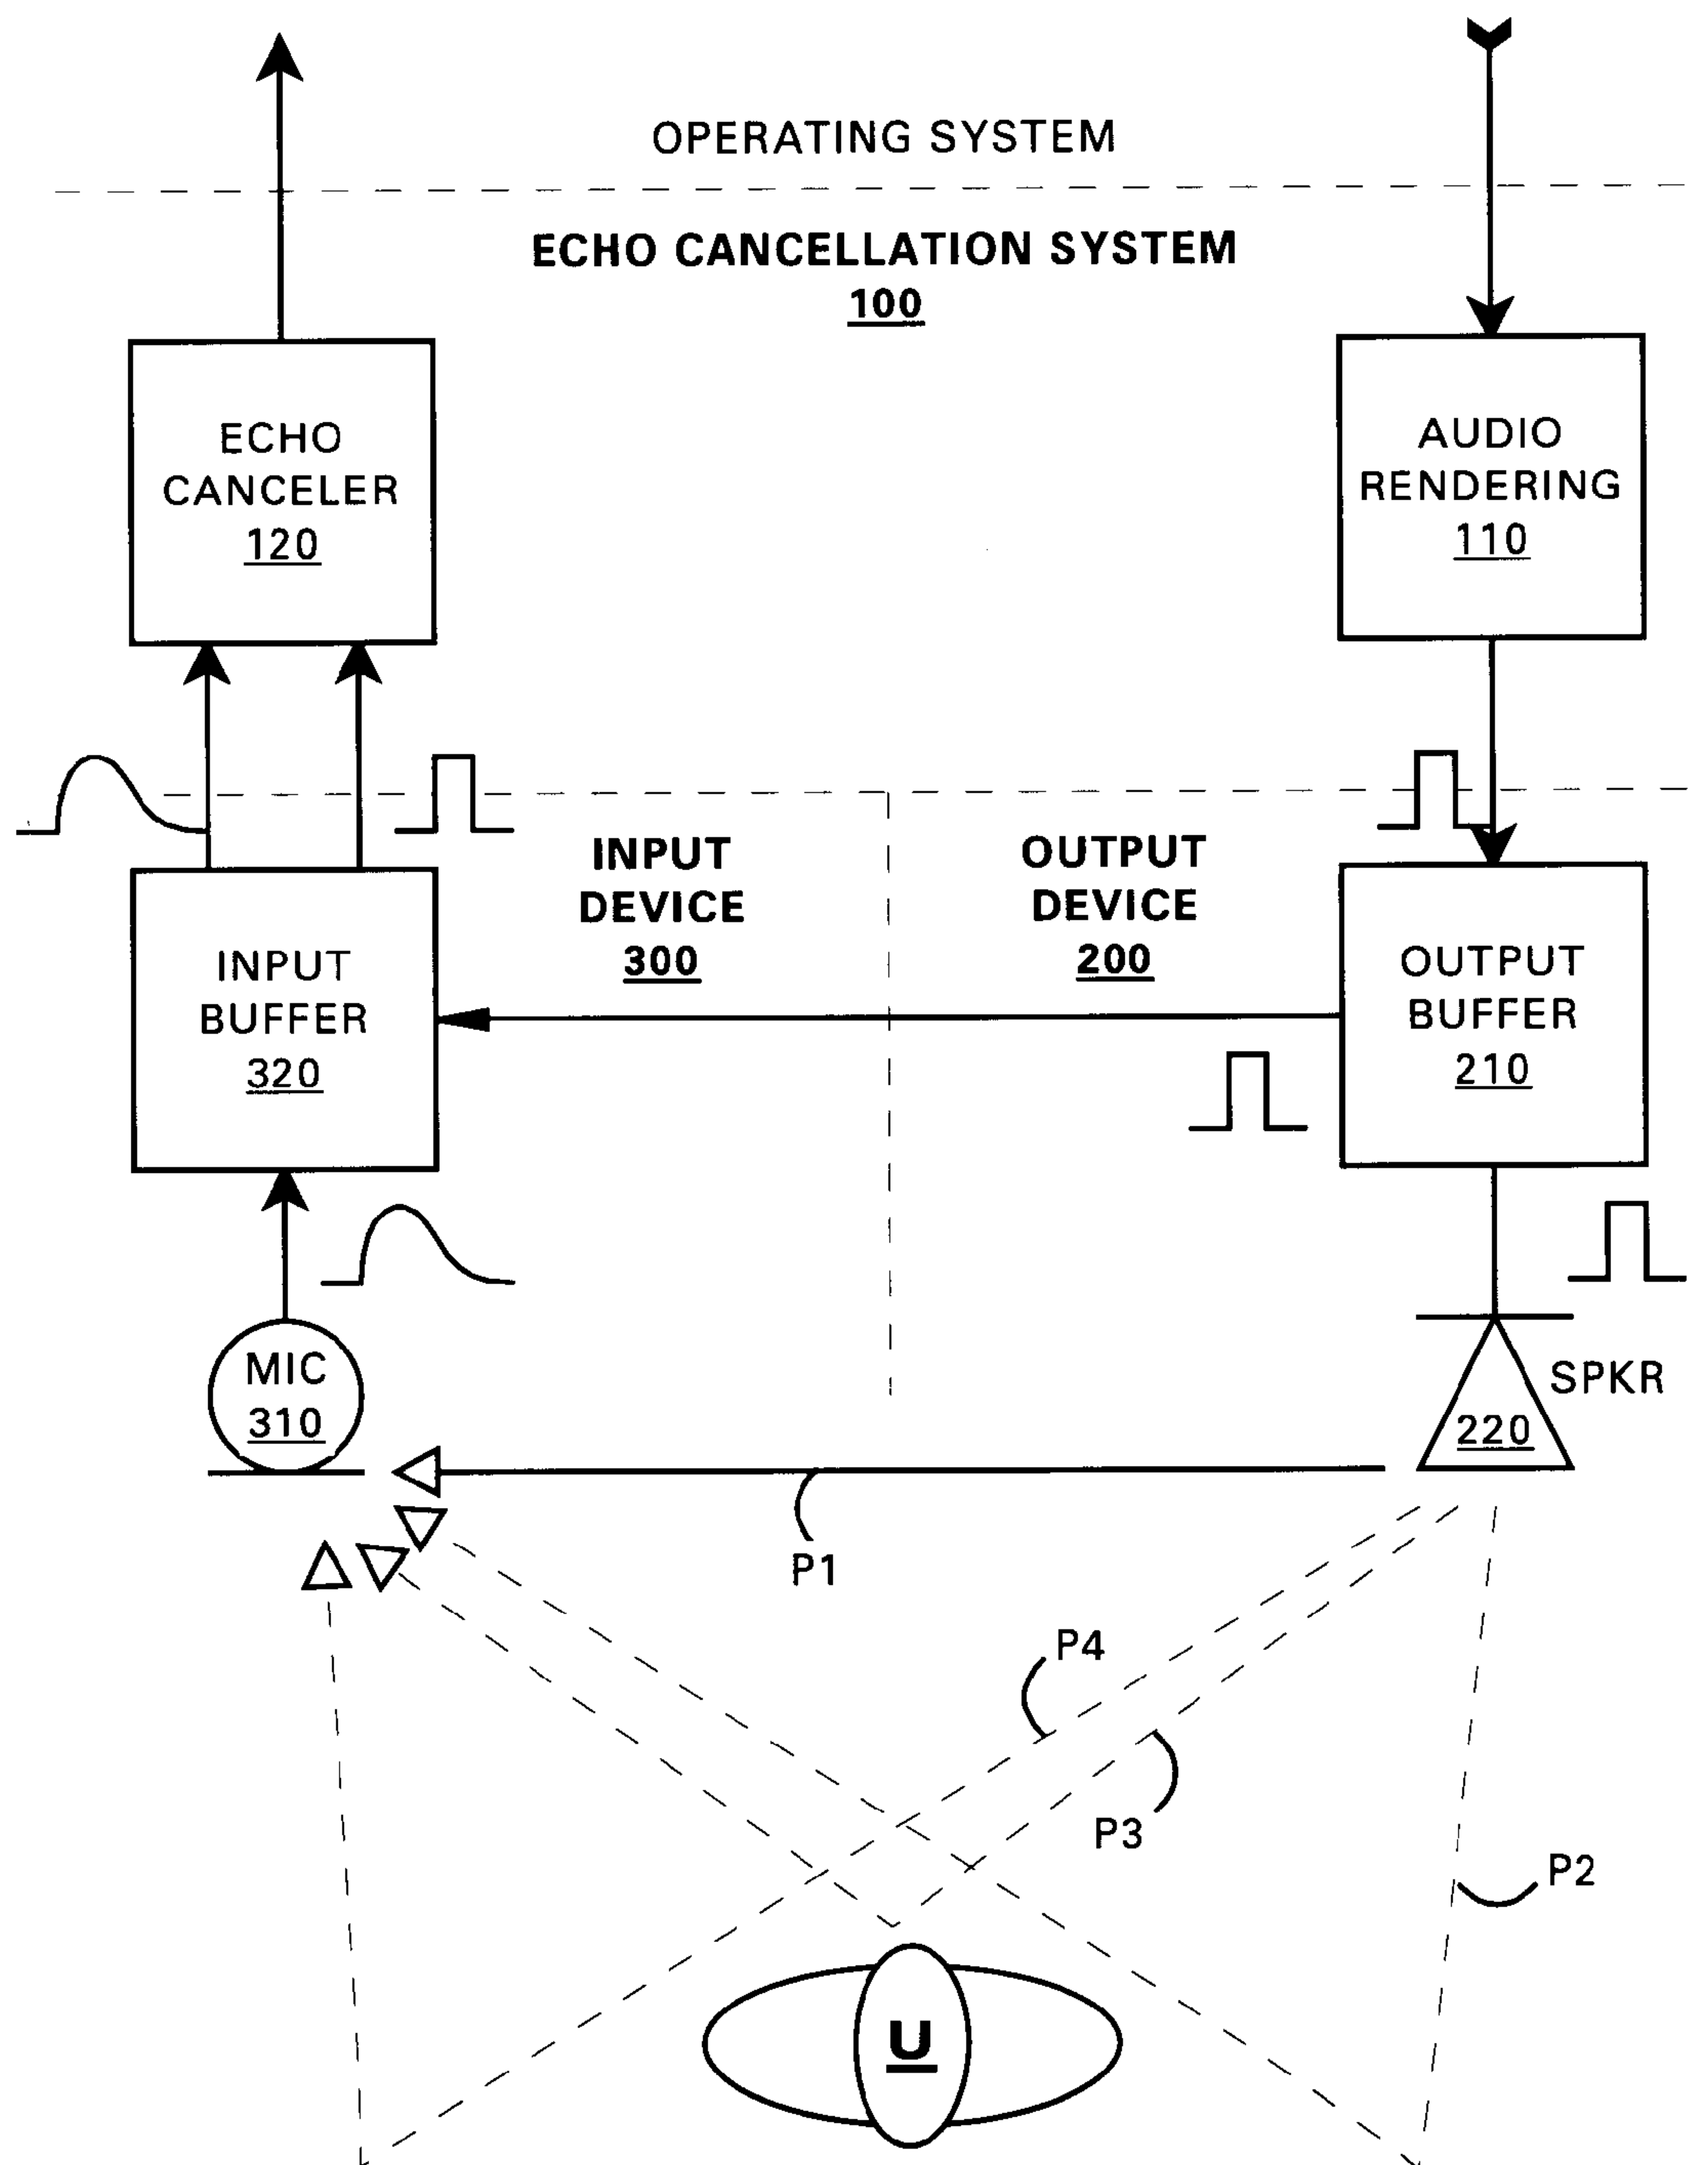 OPERATING SYSTEM
ECHO CANCELLATION SYSTEM
100
ECHO
CANCELER
120
AUDIO
RENDERING
110
INPUT
DEVICE
300
OUTPUT
DEVICE
200
INPUT
BUFFER
320
OUTPUT
BUFFER
210
MIC
310
SPKR
220
P1
P4
P3
P2
U